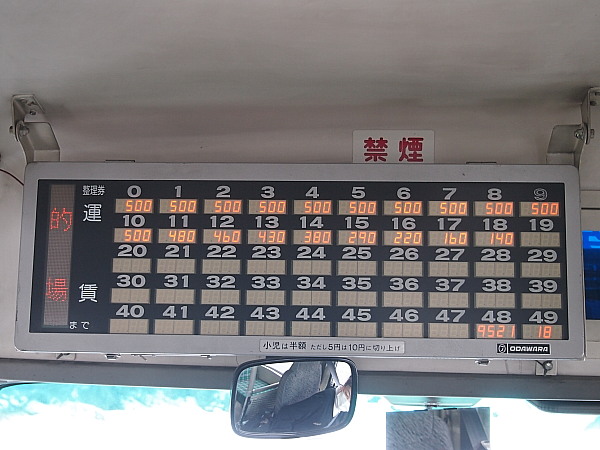 禁煙
整理券 0 1 2 3 4 5 6 7 8 9
500 500 500 500 500 500 500 500 500 500
10 11 12 13 14 15 16 17 18 19
500 480 460 430 380 290 220 160 140
20 21 22 23 24 25 26 27 28 29
30 31 32 33 34 35 36 37 38 39
40 41 42 43 44 45 46 47 48 49
9521 18
的場
運賃
まで
小児は半額 ただし5円は10円に切り上げ
ODAWARA